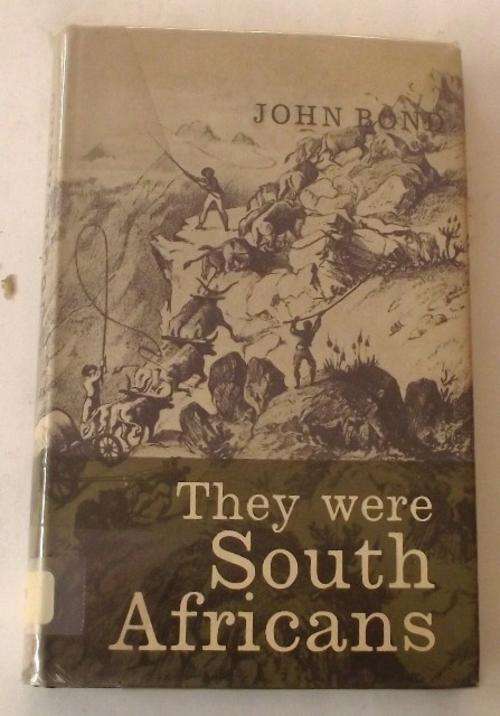 JOHN BOND
They were
South
Africans